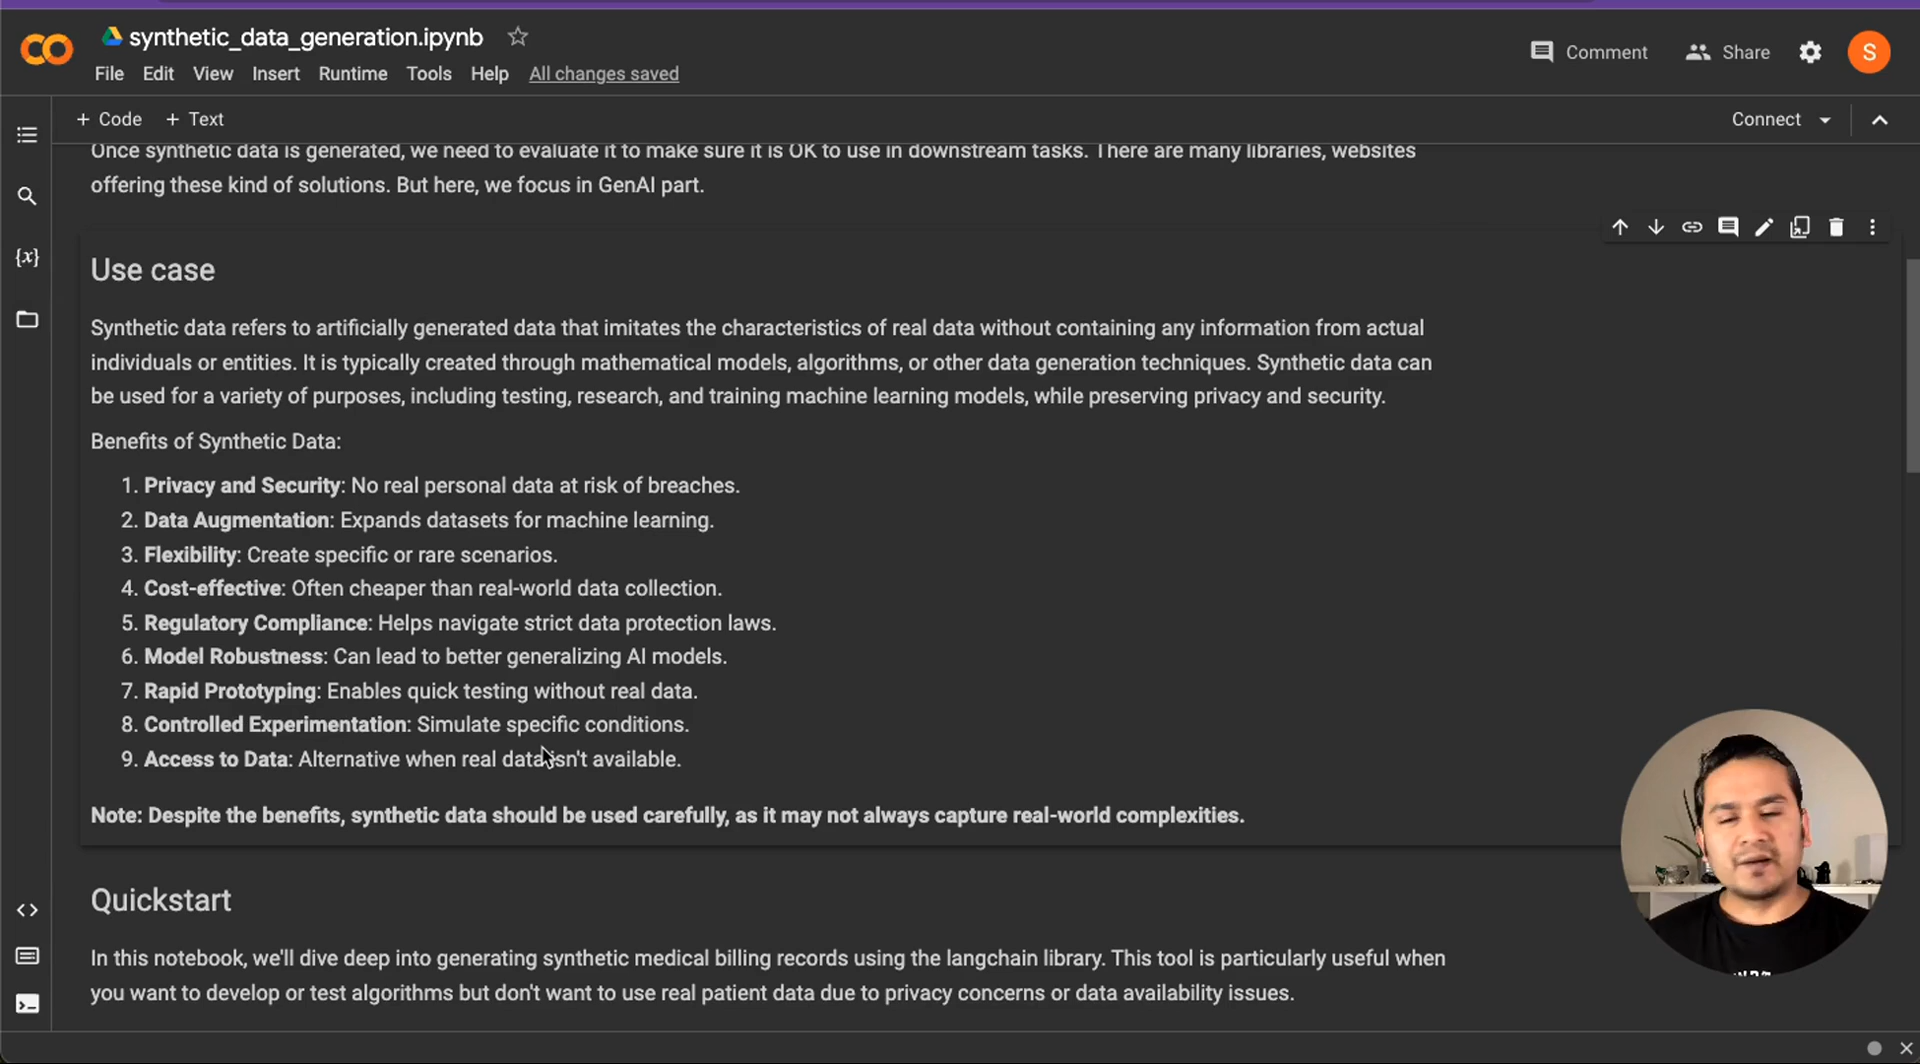 synthetic_data_generation.ipynb
File Edit View Insert Runtime Tools Help All changes saved
Comment Share S
+ Code + Text
Connect
Once synthetic data is generated, we need to evaluate it to make sure it is OK to use in downstream tasks. There are many libraries, websites
offering these kind of solutions. But here, we focus in GenAI part.
Use case
Synthetic data refers to artificially generated data that imitates the characteristics of real data without containing any information from actual
individuals or entities. It is typically created through mathematical models, algorithms, or other data generation techniques. Synthetic data can
be used for a variety of purposes, including testing, research, and training machine learning models, while preserving privacy and security.
Benefits of Synthetic Data:
1. Privacy and Security: No real personal data at risk of breaches.
2. Data Augmentation: Expands datasets for machine learning.
3. Flexibility: Create specific or rare scenarios.
4. Cost-effective: Often cheaper than real-world data collection.
5. Regulatory Compliance: Helps navigate strict data protection laws.
6. Model Robustness: Can lead to better generalizing AI models.
7. Rapid Prototyping: Enables quick testing without real data.
8. Controlled Experimentation: Simulate specific conditions.
9. Access to Data: Alternative when real data isn't available.
Note: Despite the benefits, synthetic data should be used carefully, as it may not always capture real-world complexities.
Quickstart
In this notebook, we'll dive deep into generating synthetic medical billing records using the langchain library. This tool is particularly useful when
you want to develop or test algorithms but don't want to use real patient data due to privacy concerns or data availability issues.